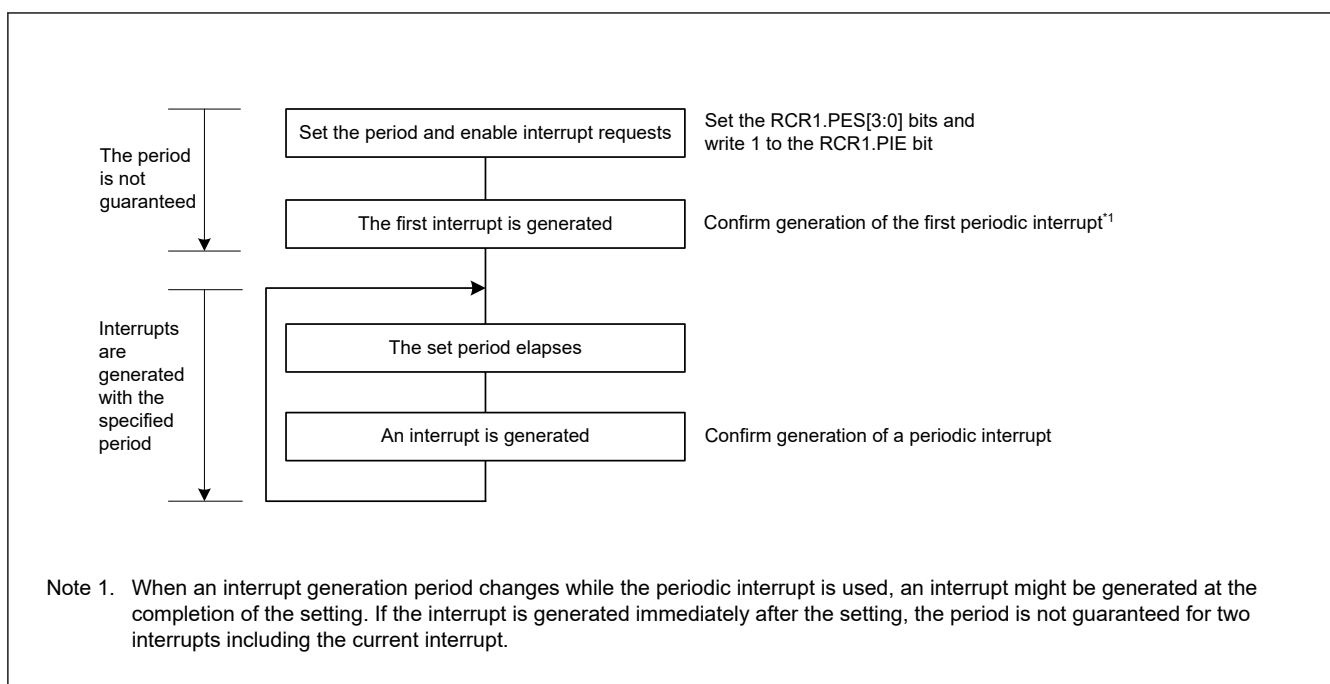 Set the period and enable interrupt requests
Set the RCR1.PES[3:0] bits and
write 1 to the RCR1.PIE bit
The period
is not
guaranteed
The first interrupt is generated
Confirm generation of the first periodic interrupt*1
Interrupts
are
generated
with the
specified
period
The set period elapses
An interrupt is generated
Confirm generation of a periodic interrupt
Note 1. When an interrupt generation period changes while the periodic interrupt is used, an interrupt might be generated at the
completion of the setting. If the interrupt is generated immediately after the setting, the period is not guaranteed for two
interrupts including the current interrupt.